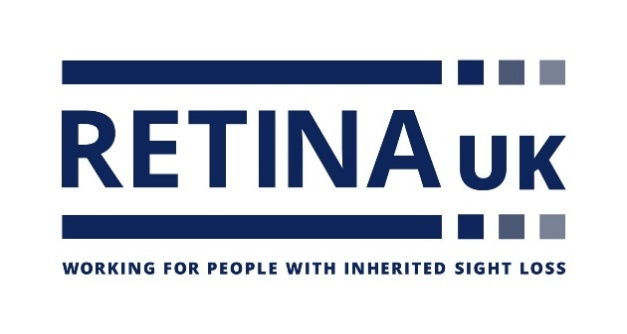 RETINA UK
WORKING FOR PEOPLE WITH INHERITED SIGHT LOSS